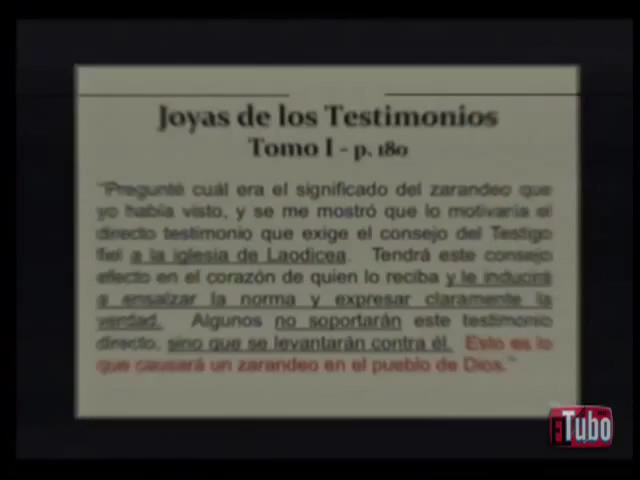 Joyas de los Testimonios
Tomo I - p. 180
"Pregunté cuál era el significado del zarandeo que
yo había visto, y se me mostró que lo motivaría el
directo testimonio que exige el consejo del Testigo
fiel a la iglesia de Laodicea. Tendrá este consejo
efecto en el corazón de quien lo reciba y le inducirá
a ensalzar la norma y expresar claramente la
verdad. Algunos no soportarán este testimonio
directo, sino que se levantarán contra él. Esto es lo
que causará un zarandeo en el pueblo de Dios."
ElTubo